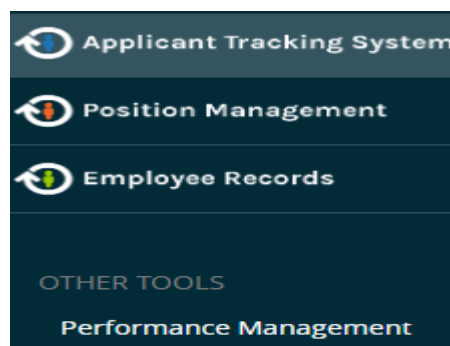 Applicant Tracking System
Position Management
Employee Records
OTHER TOOLS
Performance Management